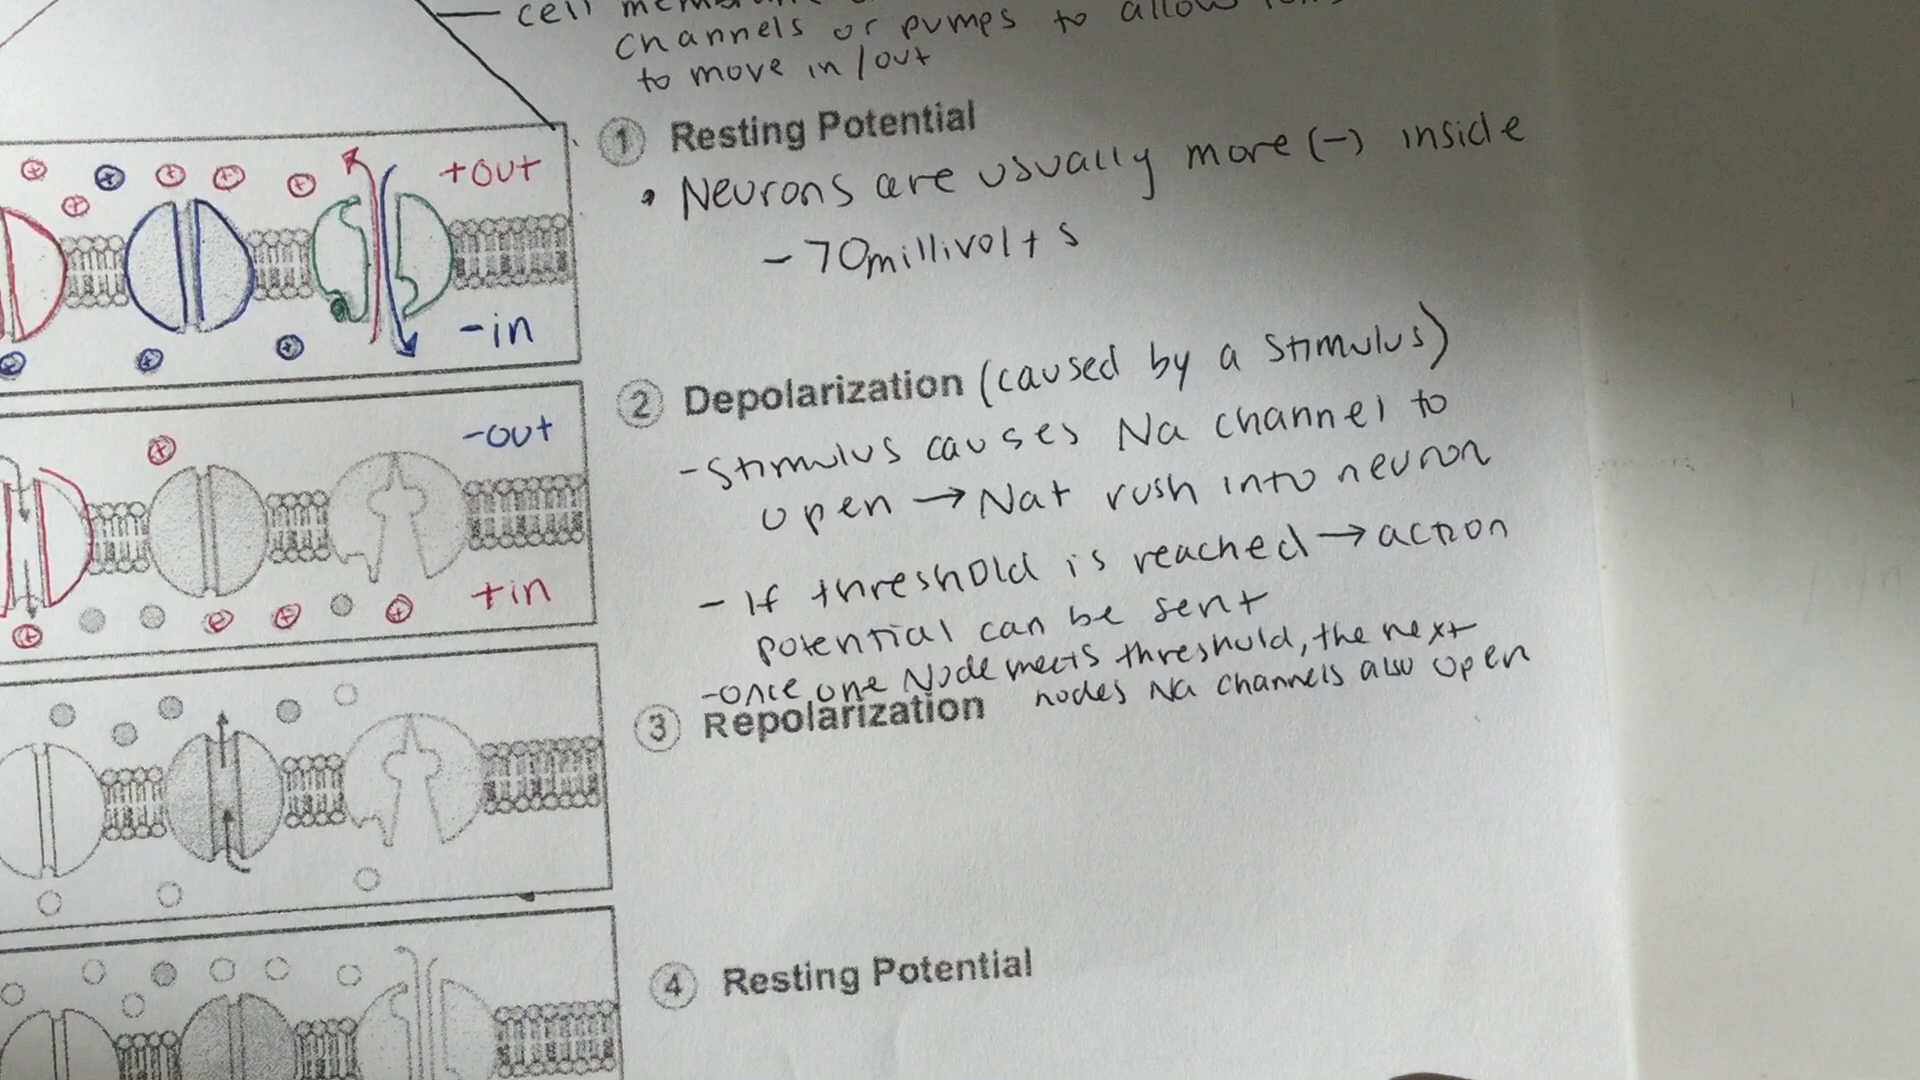 cell
channels or pumps to allow
to move in/out
1 Resting Potential
• Neurons are usually more (-) inside
-70millivolts
+out
-in
2 Depolarization (caused by a stimulus)
-Stimulus causes Na channel to
open → Na+ rush into neuron
- If threshold is reached → action
potential can be sent
-once one Node meets threshold, the next
nodes Na channels also open
-out
+in
3 Repolarization
4 Resting Potential